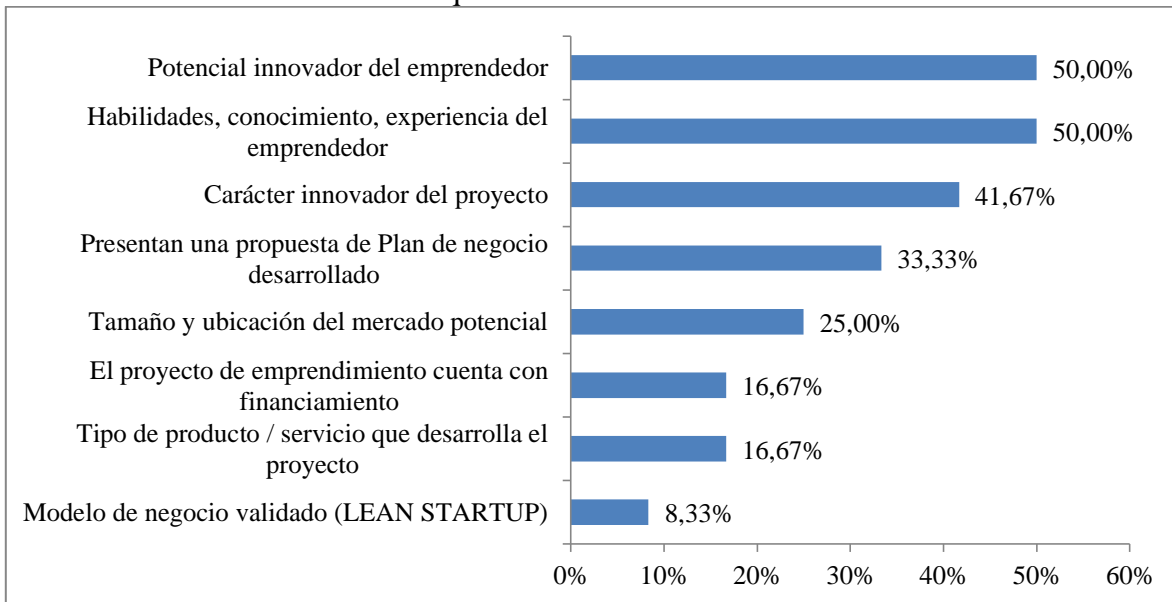 Potencial innovador del emprendedor
50,00%
Habilidades, conocimiento, experiencia del
emprendedor
50,00%
Carácter innovador del proyecto
41,67%
Presentan una propuesta de Plan de negocio
desarrollado
33,33%
Tamaño y ubicación del mercado potencial
25,00%
El proyecto de emprendimiento cuenta con
financiamiento
16,67%
Tipo de producto / servicio que desarrolla el
proyecto
16,67%
Modelo de negocio validado (LEAN STARTUP)
8,33%
0% 10% 20% 30% 40% 50% 60%